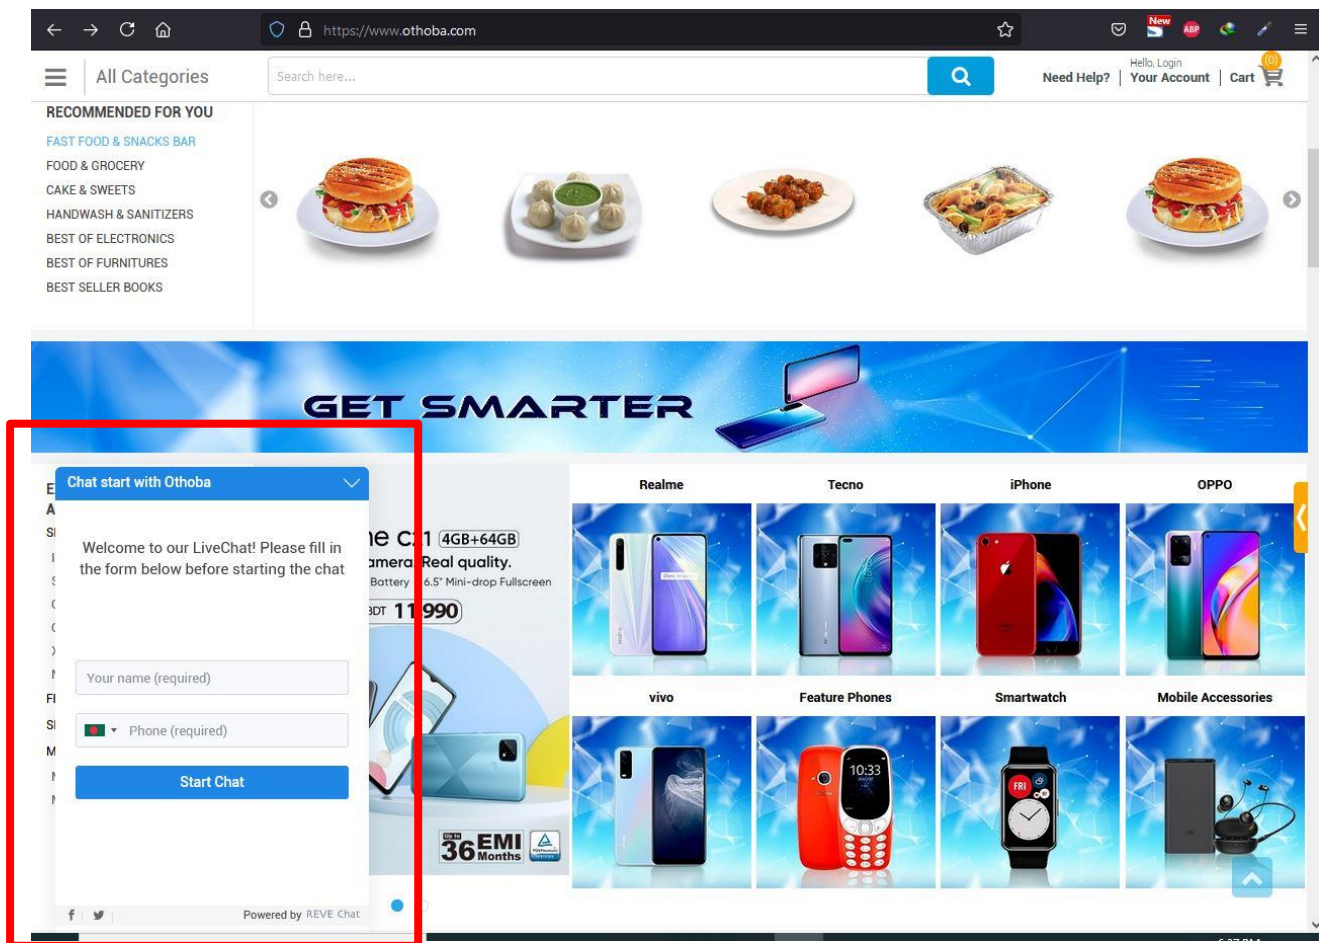 https://www.othoba.com
New
ABP
All Categories
Search here...
Need Help?
Hello, Login
Your Account
Cart
(0)
RECOMMENDED FOR YOU
FAST FOOD & SNACKS BAR
FOOD & GROCERY
CAKE & SWEETS
HANDWASH & SANITIZERS
BEST OF ELECTRONICS
BEST OF FURNITURES
BEST SELLER BOOKS
GET SMARTER
Chat start with Othoba
Welcome to our LiveChat! Please fill in
the form below before starting the chat
Your name (required)
Phone (required)
Start Chat
Powered by REVE Chat
4GB+64GB
Real quality.
Battery 6.5" Mini-drop Fullscreen
BDT 11,990
Up to
36 EMI
Months
Realme
Tecno
iPhone
OPPO
vivo
Feature Phones
Smartwatch
Mobile Accessories
10:33
FRI